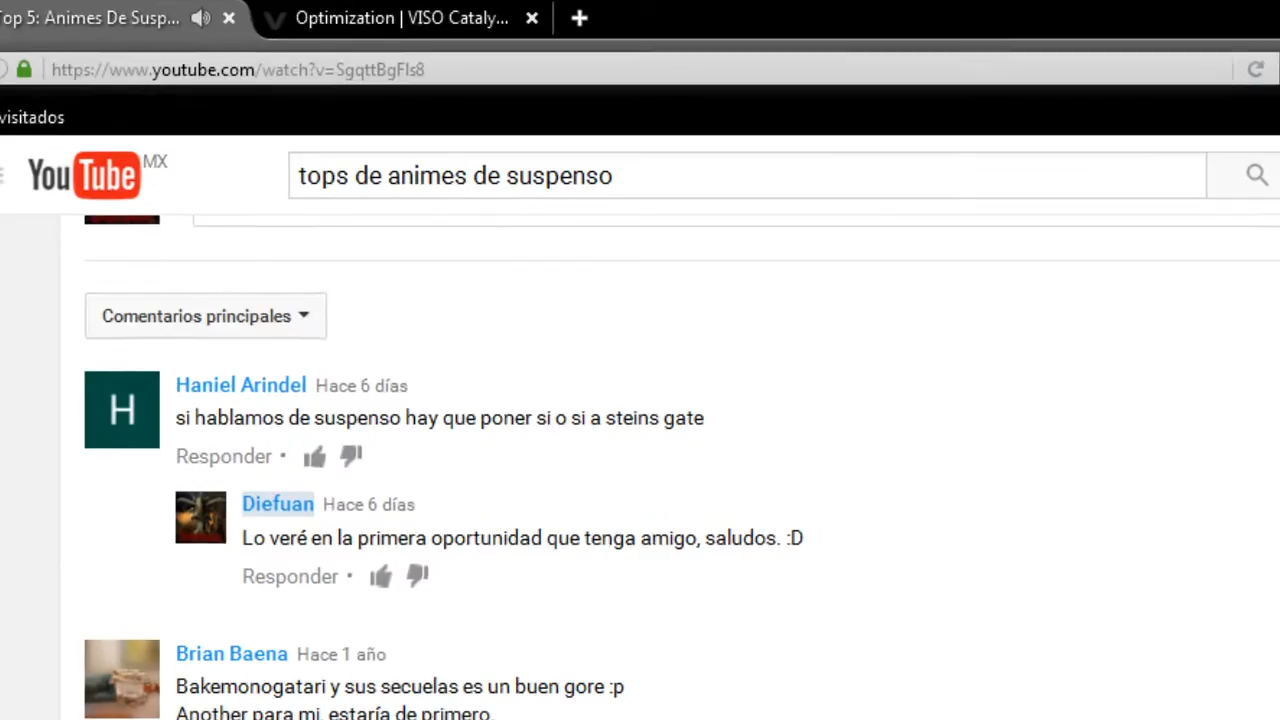 Top 5: Animes De Susp...
Optimization | VISO Cataly...
https://www.youtube.com/watch?v=SgqttBgFls8
visitados
YouTube MX
tops de animes de suspenso
Comentarios principales
H
Haniel Arindel Hace 6 días
si hablamos de suspenso hay que poner si o si a steins gate
Responder •
Diefuan Hace 6 días
Lo veré en la primera oportunidad que tenga amigo, saludos. :D
Responder •
Brian Baena Hace 1 año
Bakemonogatari y sus secuelas es un buen gore :p
Another para mi, estaría de primero.